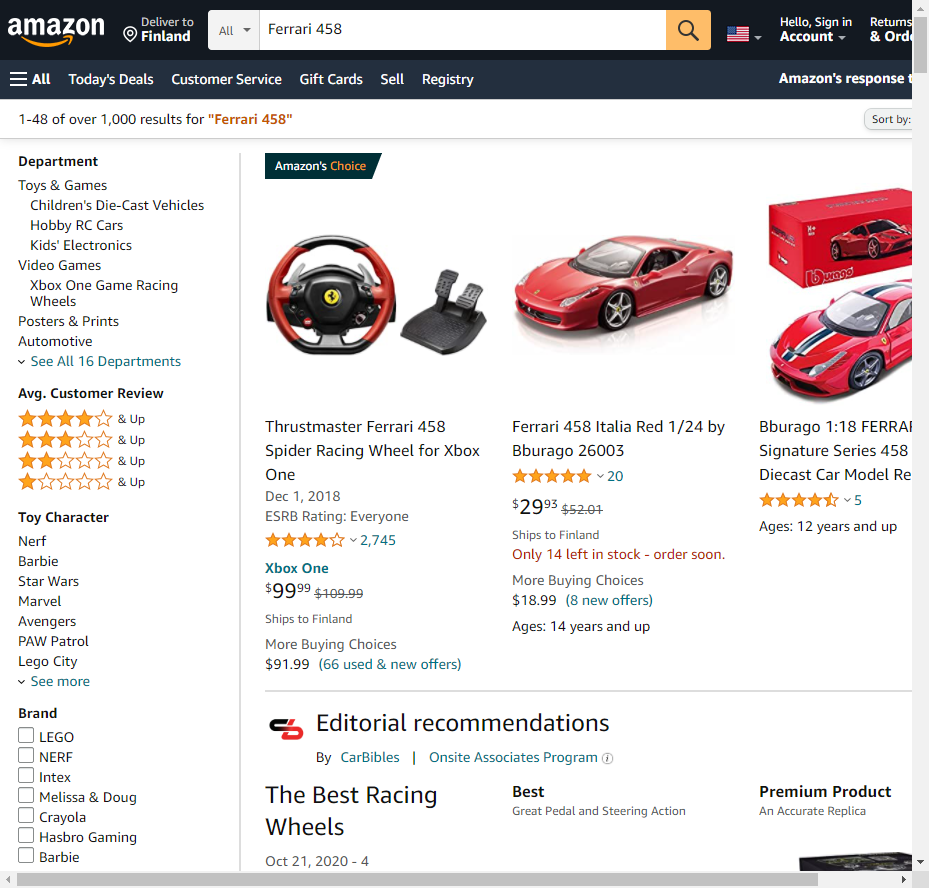 amazon
Deliver to
Finland
All
Ferrari 458
Hello, Sign in
Account
Returns
& Orde
All
Today's Deals
Customer Service
Gift Cards
Sell
Registry
Amazon's response t
1-48 of over 1,000 results for "Ferrari 458"
Sort by:
Department
Toys & Games
Children's Die-Cast Vehicles
Hobby RC Cars
Kids' Electronics
Video Games
Xbox One Game Racing
Wheels
Posters & Prints
Automotive
See All 16 Departments
Avg. Customer Review
& Up
& Up
& Up
& Up
Toy Character
Nerf
Barbie
Star Wars
Marvel
Avengers
PAW Patrol
Lego City
See more
Brand
LEGO
NERF
Intex
Melissa & Doug
Crayola
Hasbro Gaming
Barbie
Amazon's Choice
Thrustmaster Ferrari 458
Spider Racing Wheel for Xbox
One
Dec 1, 2018
ESRB Rating: Everyone
2,745
Xbox One
$99.99 $109.99
Ships to Finland
More Buying Choices
$91.99 (66 used & new offers)
Ferrari 458 Italia Red 1/24 by
Bburago 26003
20
$29.93 $52.01
Ships to Finland
Only 14 left in stock - order soon.
More Buying Choices
$18.99 (8 new offers)
Ages: 14 years and up
burago
Bburago 1:18 FERRAR
Signature Series 458
Diecast Car Model Re
5
Ages: 12 years and up
Editorial recommendations
By CarBibles | Onsite Associates Program
The Best Racing
Wheels
Oct 21, 2020 - 4
Best
Great Pedal and Steering Action
Premium Product
An Accurate Replica